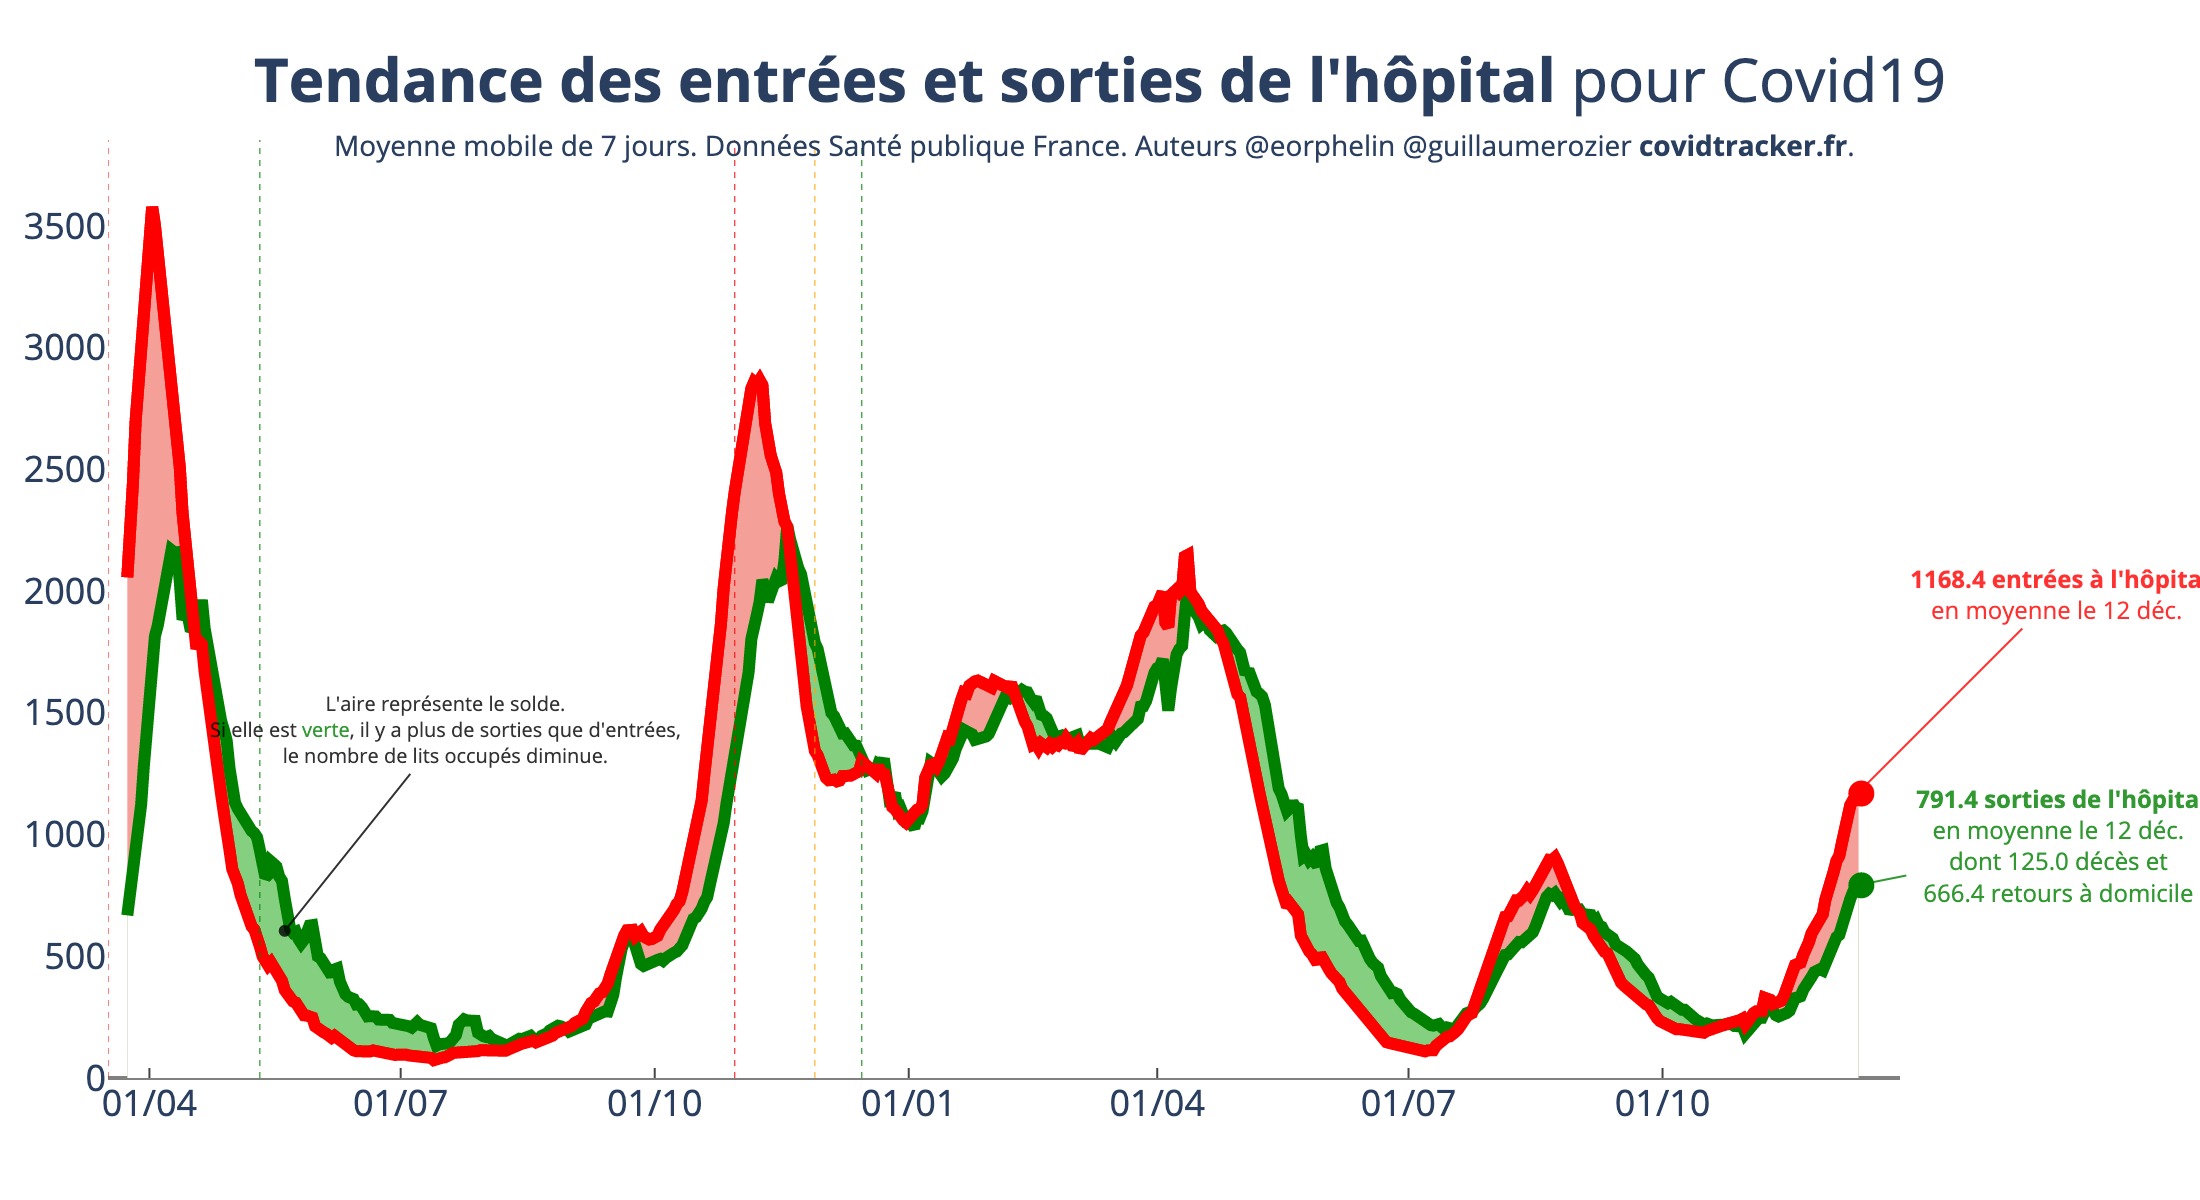 Tendance des entrées et sorties de l'hôpital pour Covid19
Moyenne mobile de 7 jours. Données Santé publique France. Auteurs @eorphelin @guillaumerozier covidtracker.fr.
3500
3000
2500
2000
1500
1000
500
0
L'aire représente le solde.
Si elle est verte, il y a plus de sorties que d'entrées,
le nombre de lits occupés diminue.
1168.4 entrées à l'hôpita
en moyenne le 12 déc.
791.4 sorties de l'hôpita
en moyenne le 12 déc.
dont 125.0 décès et
666.4 retours à domicile
01/04 01/07 01/10 01/01 01/04 01/07 01/10